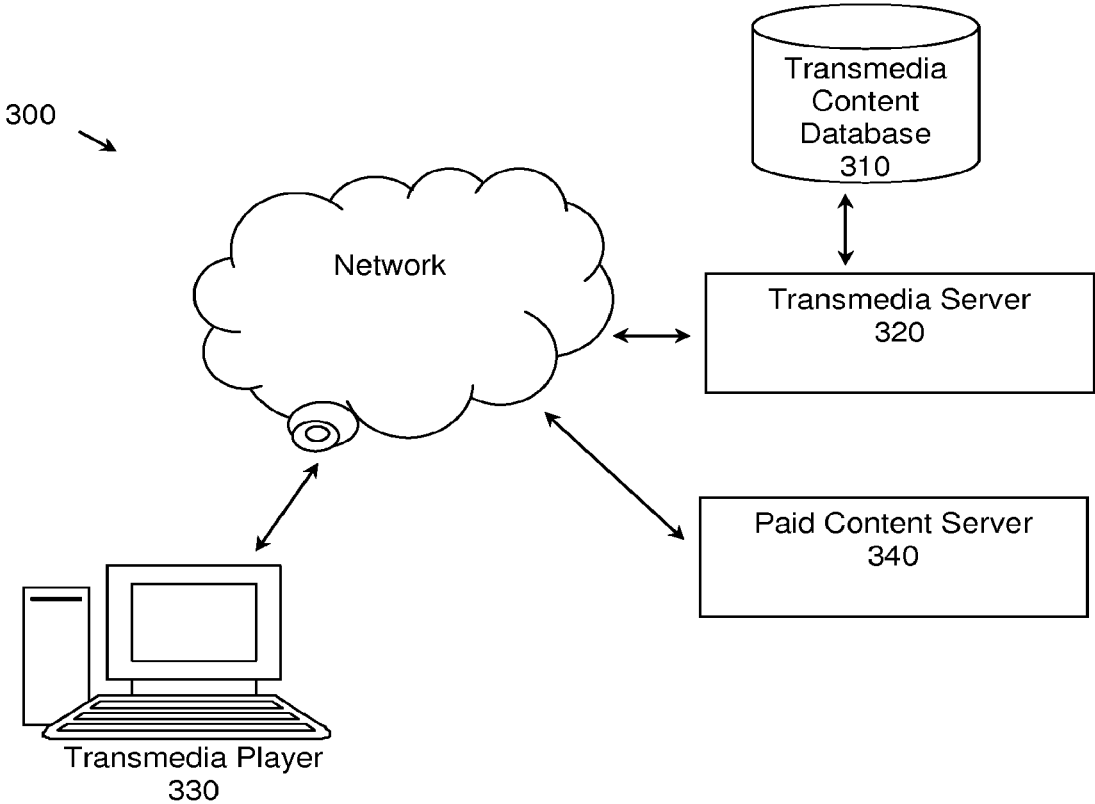 300
Transmedia
Content
Database
310
Network
Transmedia Server
320
Paid Content Server
340
Transmedia Player
330